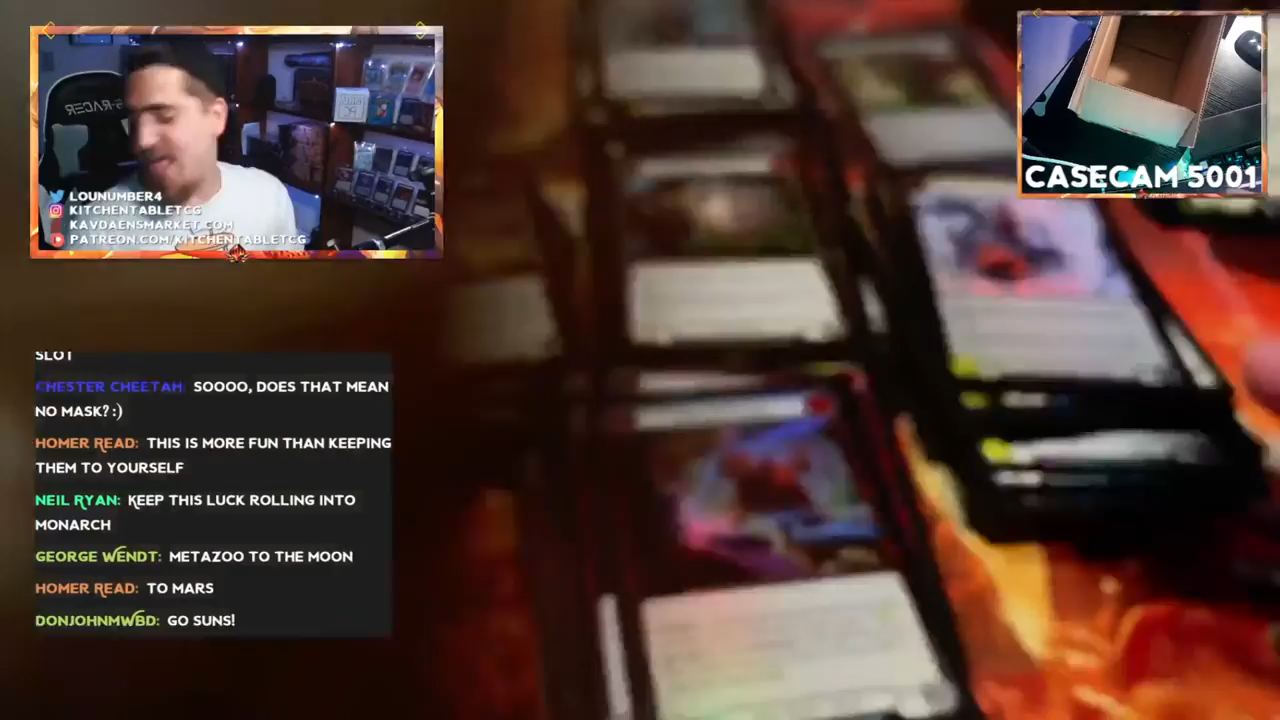 LOUNUMBER4
KITCHENTABLETCG
KAVDAENSMARKET.COM
PATREON.COM/KITCHENTABLETCG
CASECAM 5001
SLOT
CHESTER CHEETAH: SOOOO, DOES THAT MEAN
NO MASK? :)
HOMER READ: THIS IS MORE FUN THAN KEEPING
THEM TO YOURSELF
NEIL RYAN: KEEP THIS LUCK ROLLING INTO
MONARCH
GEORGE WENDT: METAZOO TO THE MOON
HOMER READ: TO MARS
DONJOHNMWBD: GO SUNS!